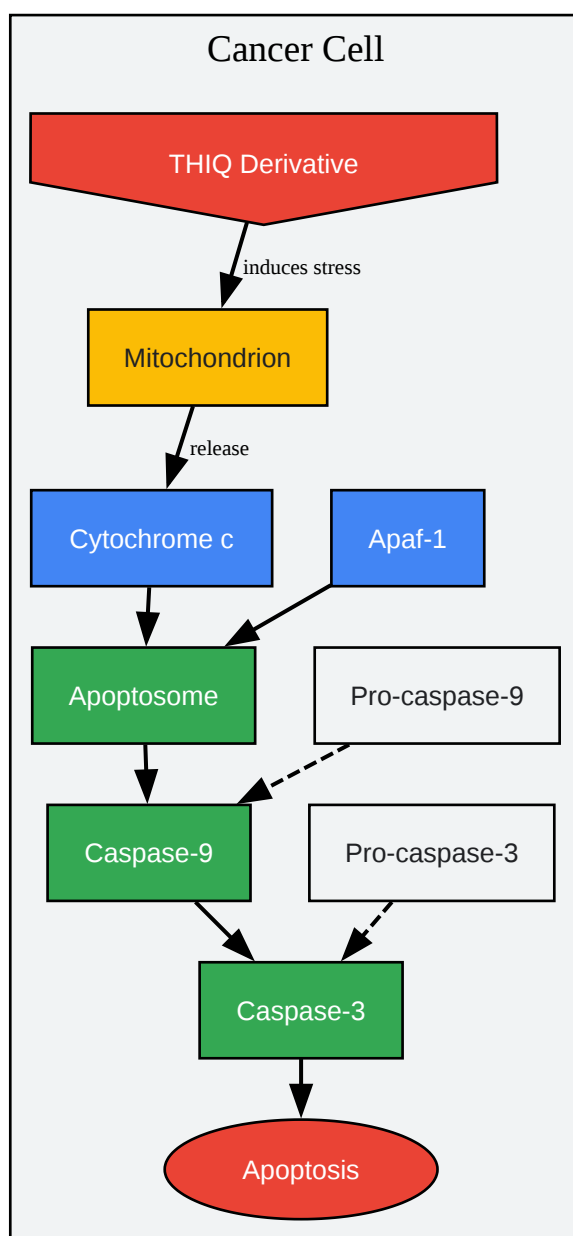 Cancer Cell
THIQ Derivative
induces stress
Mitochondrion
release
Cytochrome c
Apaf-1
Apoptosome
Pro-caspase-9
Caspase-9
Pro-caspase-3
Caspase-3
Apoptosis